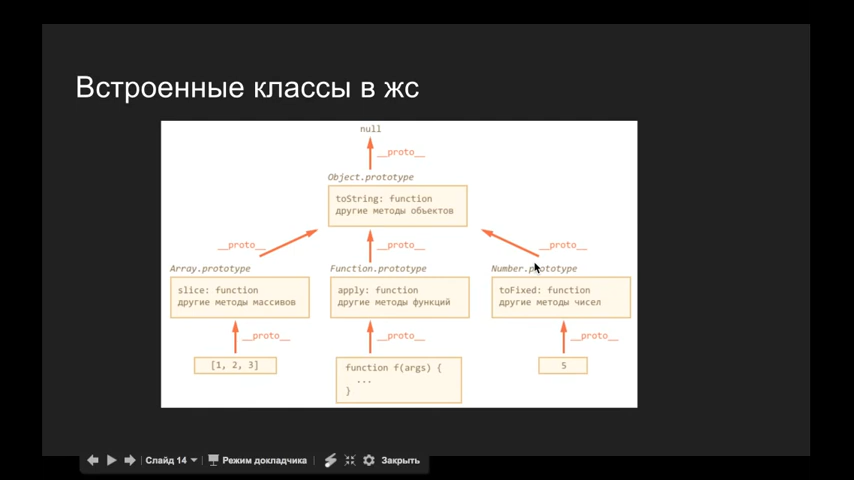 Встроенные классы в жс
null
__proto__
Object.prototype
toString: function
другие методы объектов
__proto__
__proto__
__proto__
Array.prototype
Function.prototype
Number.prototype
slice: function
другие методы массивов
apply: function
другие методы функций
toFixed: function
другие методы чисел
__proto__
__proto__
__proto__
[1, 2, 3]
function f(args) {
...
}
5
Слайд 14
Режим докладчика
Закрыть